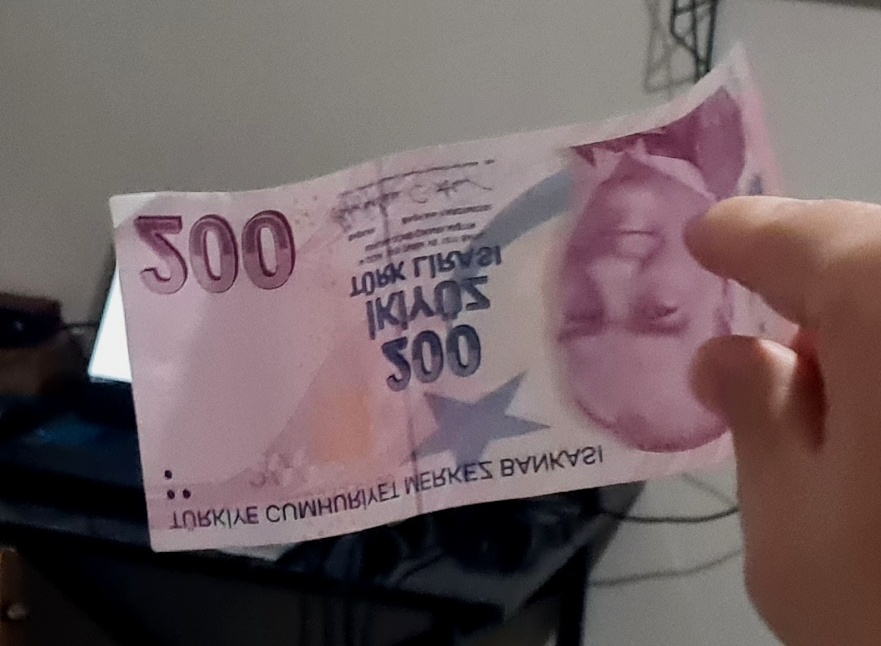 TÜRKİYE CUMHURİYET MERKEZ BANKASI
200
İKİYÜZ
TÜRK LİRASI
200